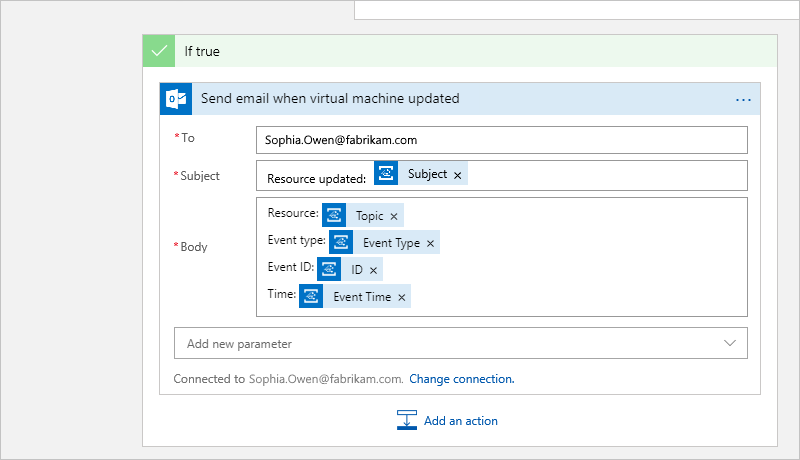 If true
Send email when virtual machine updated ...
*To Sophia.Owen@fabrikam.com
*Subject Resource updated: Subject ×
Resource: Topic ×
Event type: Event Type ×
*Body
Event ID: ID ×
Time: Event Time ×
Add new parameter
Connected to Sophia.Owen@fabrikam.com. Change connection.
Add an action